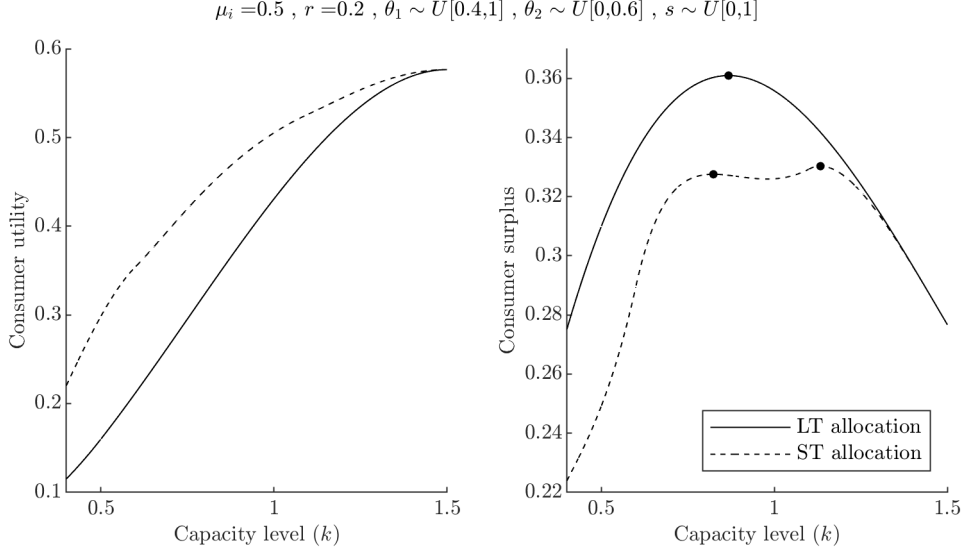 μ_i =0.5 , r =0.2 , θ_1 ∼ U[0.4,1] , θ_2 ∼ U[0,0.6] , s ∼ U[0,1]
Consumer utility
0.6
0.5
0.4
0.3
0.2
0.1
0.5
1
1.5
Capacity level (k)
Consumer surplus
0.36
0.34
0.32
0.3
0.28
0.26
0.24
0.22
0.5
1
1.5
Capacity level (k)
LT allocation
ST allocation